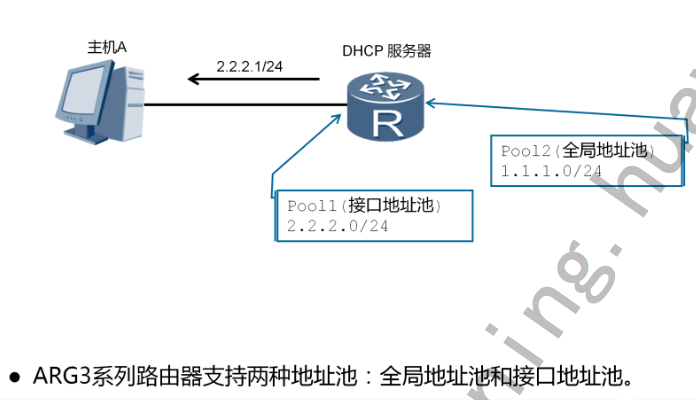 主机A
DHCP 服务器
2.2.2.1/24
R
Pool2(全局地址池)
1.1.1.0/24
Pool1(接口地址池)
2.2.2.0/24
ning.hua
● ARG3系列路由器支持两种地址池：全局地址池和接口地址池。